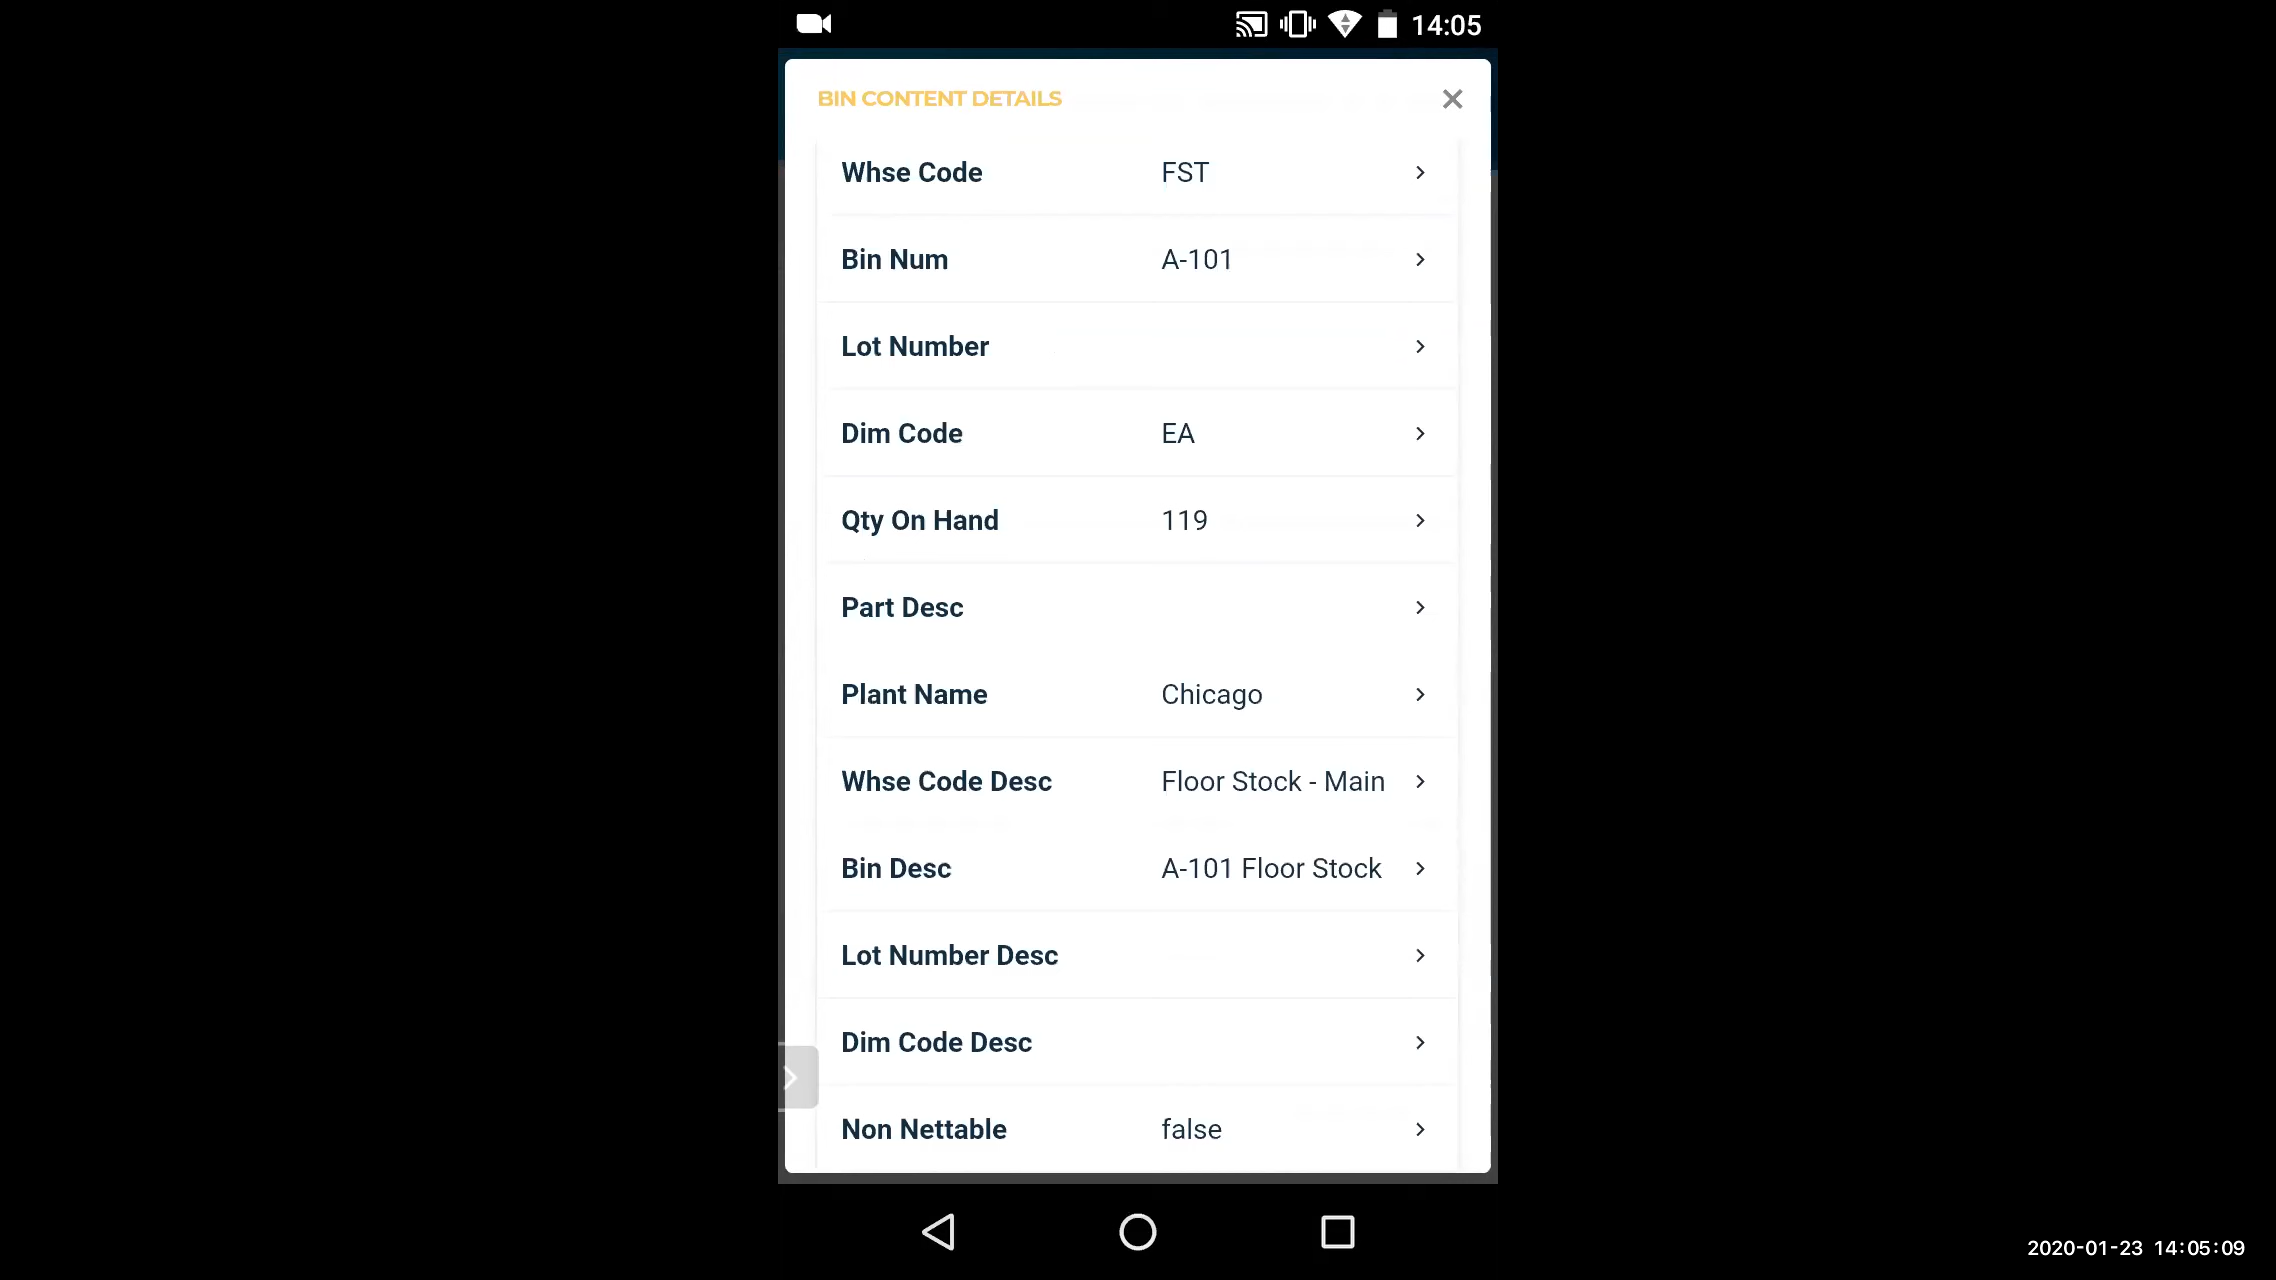 14:05
BIN CONTENT DETAILS
Whse Code FST
Bin Num A-101
Lot Number
Dim Code EA
Qty On Hand 119
Part Desc
Plant Name Chicago
Whse Code Desc Floor Stock - Main
Bin Desc A-101 Floor Stock
Lot Number Desc
Dim Code Desc
Non Nettable false
2020-01-23 14:05:09